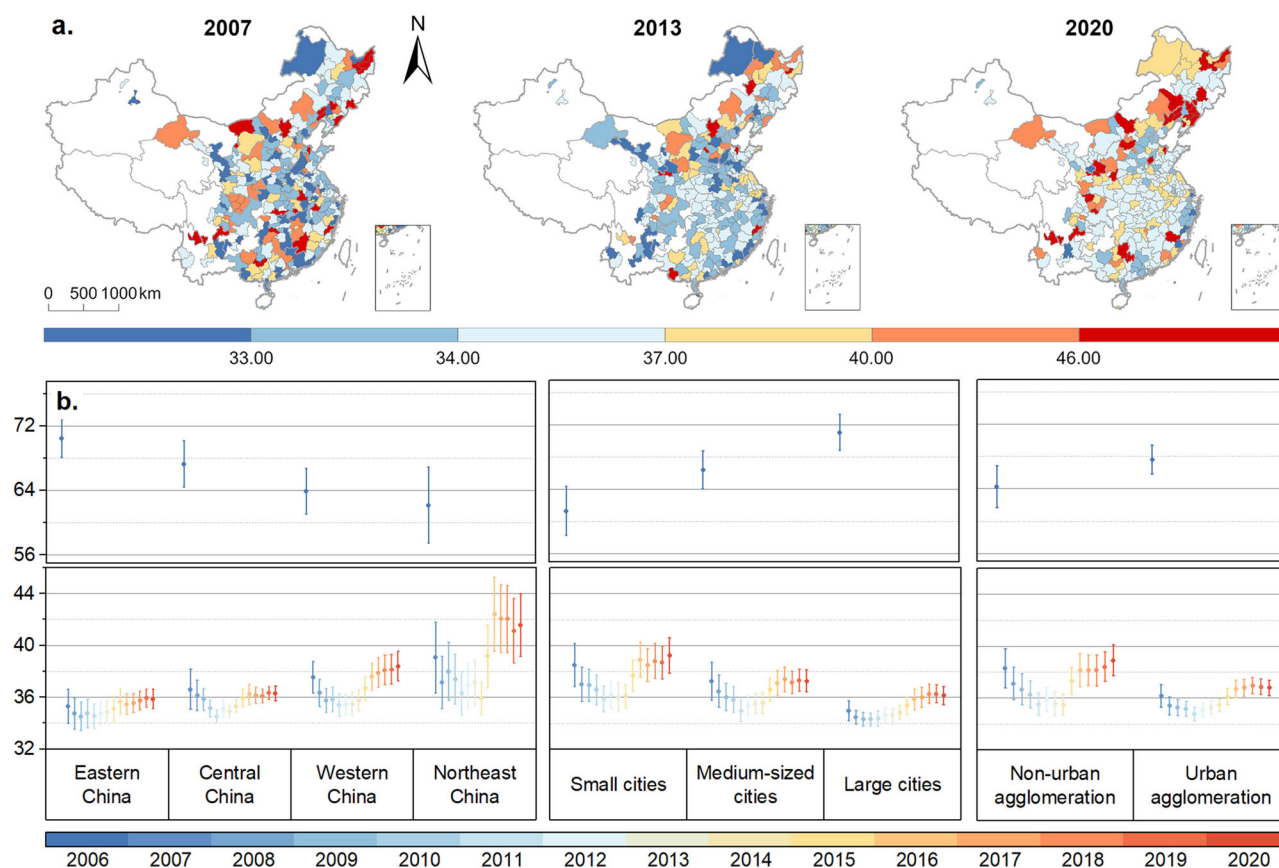 a.
2007
N
2013
2020
0 500 1000 km
33.00 34.00 37.00 40.00 46.00
b.
72
64
56
44
40
36
32
Eastern China
Central China
Western China
Northeast China
Small cities
Medium-sized cities
Large cities
Non-urban agglomeration
Urban agglomeration
2006 2007 2008 2009 2010 2011 2012 2013 2014 2015 2016 2017 2018 2019 2020